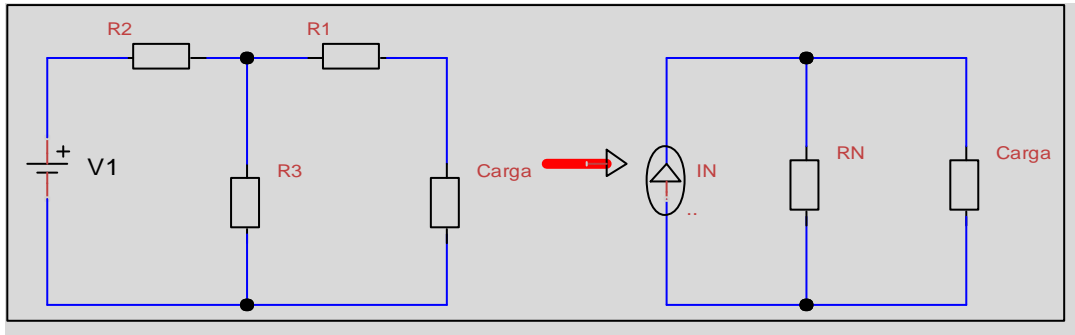 R2
R1
+
V1
R3
Carga
IN
..
RN
Carga